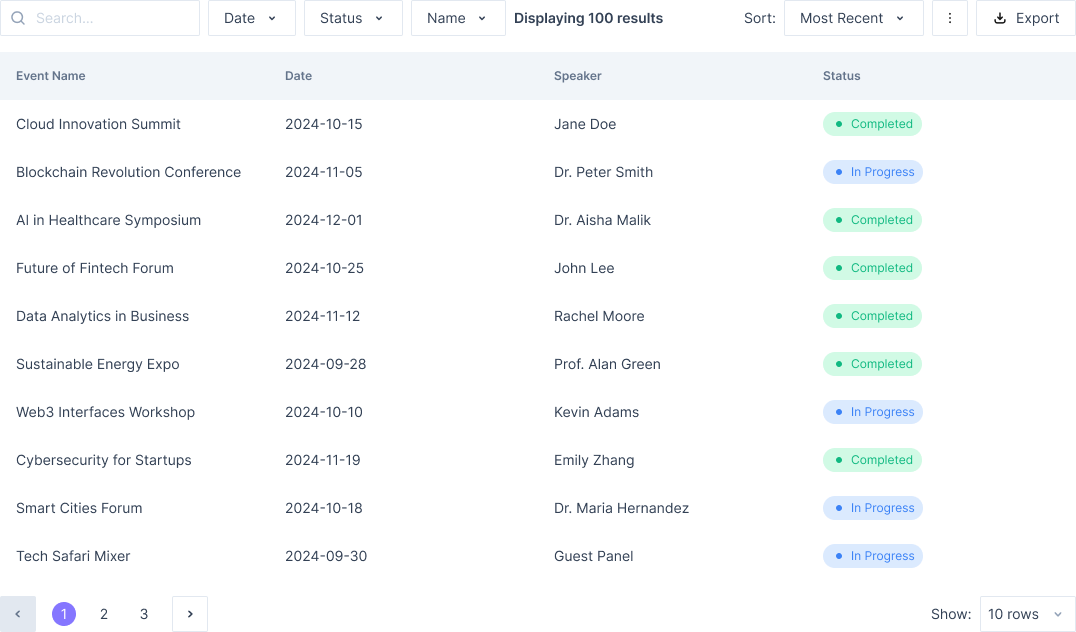 Search... Date Status Name Displaying 100 results Sort: Most Recent Export
Event Name Date Speaker Status
Cloud Innovation Summit 2024-10-15 Jane Doe Completed
Blockchain Revolution Conference 2024-11-05 Dr. Peter Smith In Progress
AI in Healthcare Symposium 2024-12-01 Dr. Aisha Malik Completed
Future of Fintech Forum 2024-10-25 John Lee Completed
Data Analytics in Business 2024-11-12 Rachel Moore Completed
Sustainable Energy Expo 2024-09-28 Prof. Alan Green Completed
Web3 Interfaces Workshop 2024-10-10 Kevin Adams In Progress
Cybersecurity for Startups 2024-11-19 Emily Zhang Completed
Smart Cities Forum 2024-10-18 Dr. Maria Hernandez In Progress
Tech Safari Mixer 2024-09-30 Guest Panel In Progress
1 2 3 Show: 10 rows